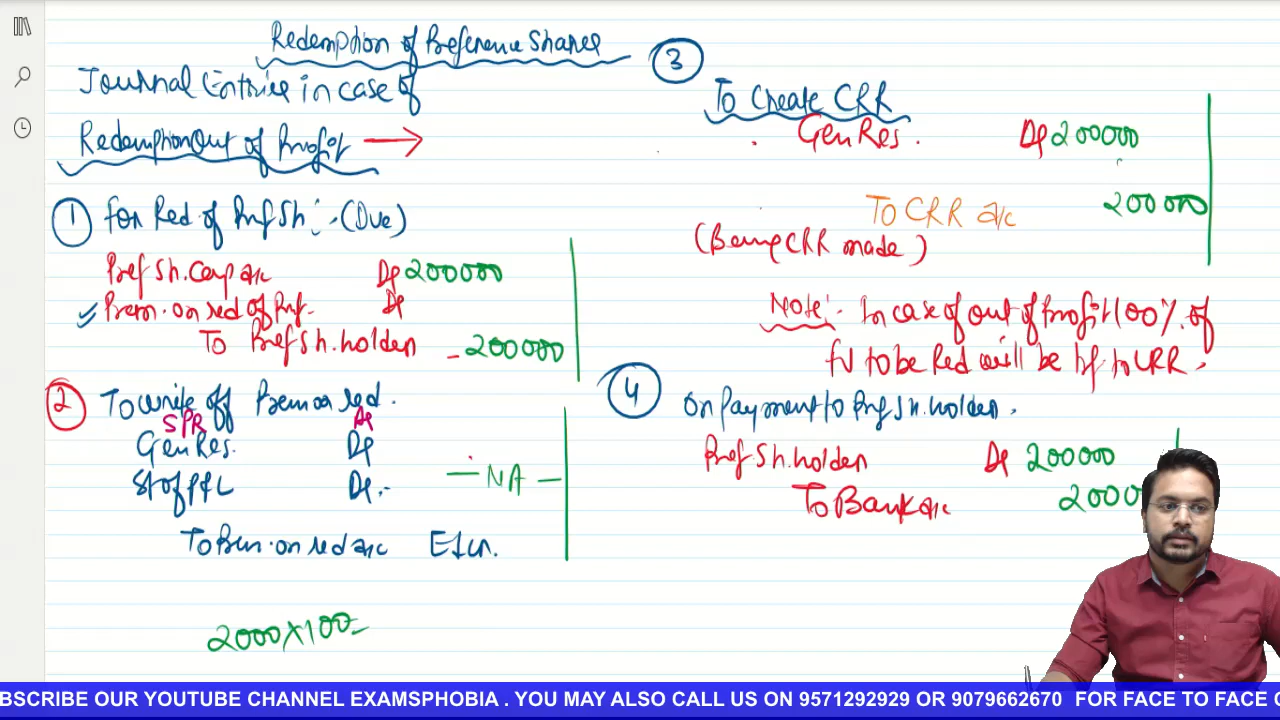 Redemption of Preference Shares
Journal Entries in case of
Redemption Out of Profit →
① for Red. of Pref Sh :- (Due)
Pref Sh. Cap a/c Dr 200000
✓ Prem. on red of Pref. Dr
To Pref Sh. holder - 200000
② To write off Prem on red.
SPR Dr
Gen Res. Dr
St of P&L Dr.
— NA —
To Prem. on red a/c
2000 x 100 =
③
To Create CRR
Gen Res. Dr 200000
To CRR a/c 200000
(Being CRR made)
Note:- In case of out of Profit 100% of
fv to be Red will be tf to CRR.
④ On Payment to Pref Sh. holder.
Pref Sh. holder Dr 200000
To Bank a/c 2000
BSCRIBE OUR YOUTUBE CHANNEL EXAMSPHOBIA . YOU MAY ALSO CALL US ON 9571292929 OR 9079662670 FOR FACE TO FACE